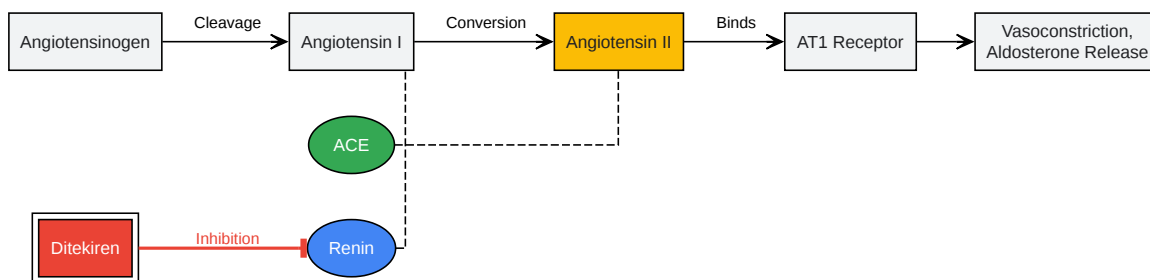 Cleavage
Conversion
Binds
Angiotensinogen
Angiotensin I
Angiotensin II
AT1 Receptor
Vasoconstriction,
Aldosterone Release
ACE
Ditekiren
Inhibition
Renin